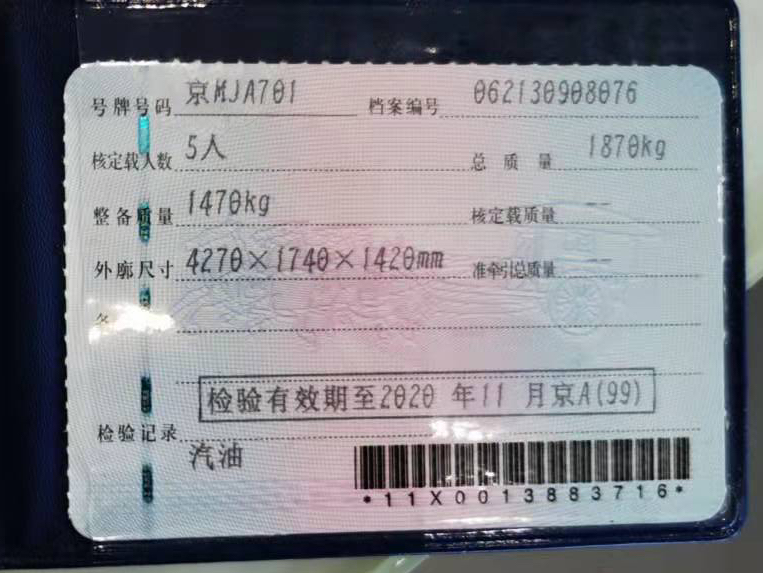 号牌号码 京MJA701 档案编号 062130908076
核定载人数 5人 总质量 1870kg
整备质量 1470kg 核定载质量 --
外廓尺寸 4270×1740×1420mm 准牵引总质量 --
检验有效期至2020 年11 月京A(99)
检验记录
汽油
*11X0013883716*